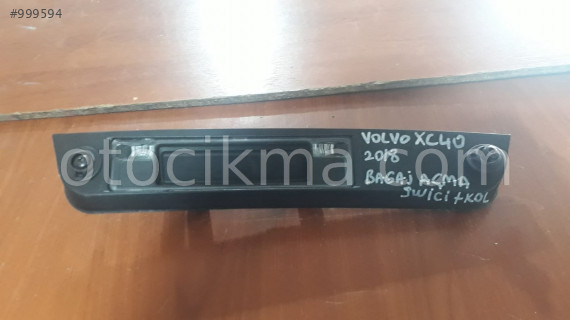 #999594
VOLVO XC40
2018
BAGAJ AÇMA
SWİCİ + KOL
otocikma.com